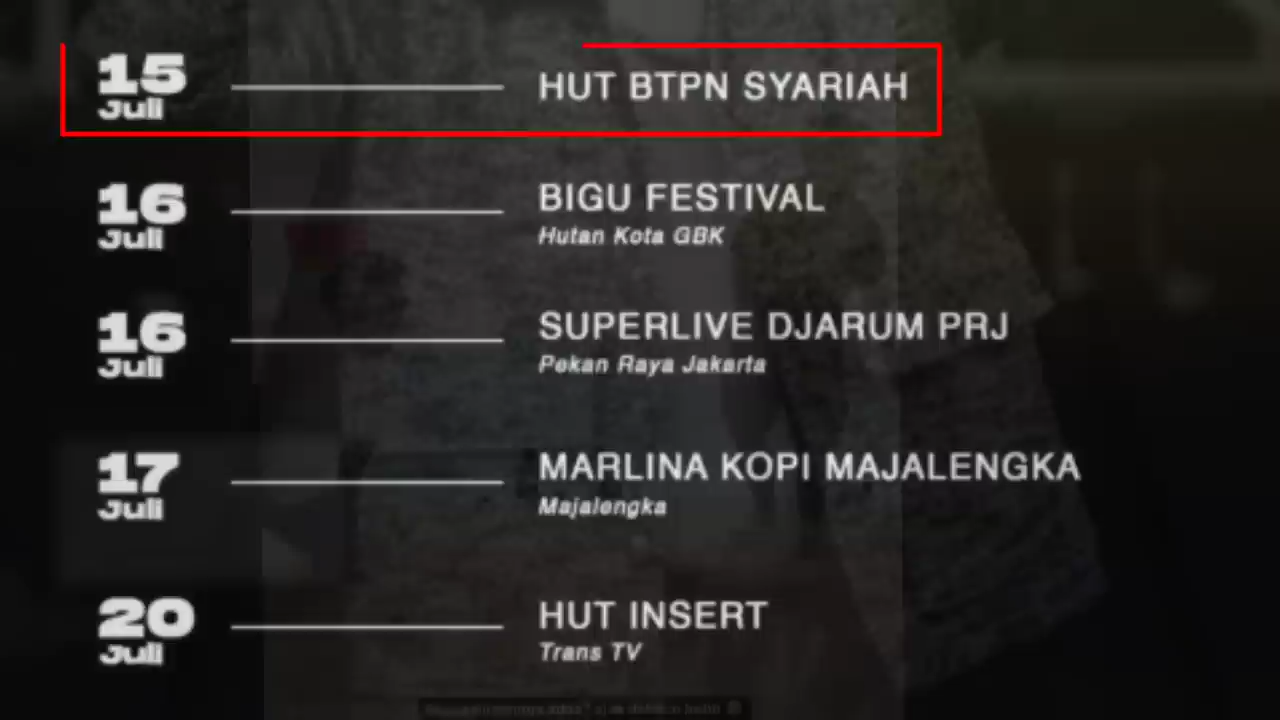 15
Juli
HUT BTPN SYARIAH
16
Juli
BIGU FESTIVAL
Hutan Kota GBK
16
Juli
SUPERLIVE DJARUM PRJ
Pekan Raya Jakarta
17
Juli
MARLINA KOPI MAJALENGKA
Majalengka
20
Juli
HUT INSERT
Trans TV